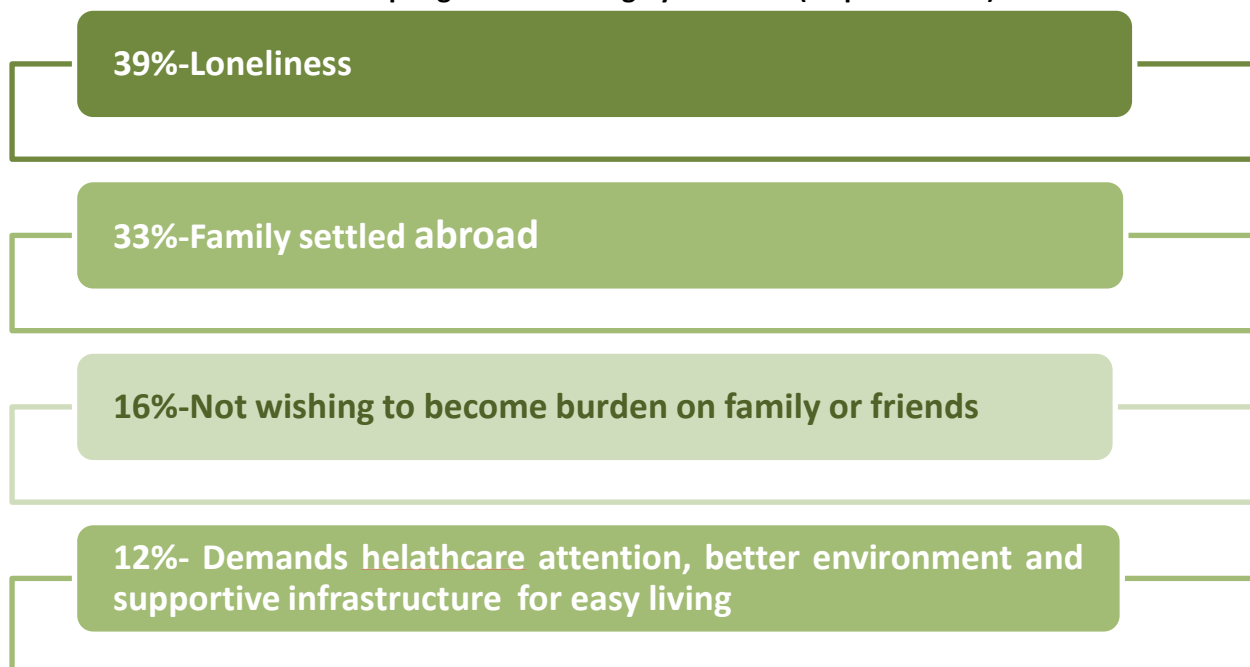 39%-Loneliness
33%-Family settled abroad
16%-Not wishing to become burden on family or friends
12%- Demands helathcare attention, better environment and
supportive infrastructure for easy living